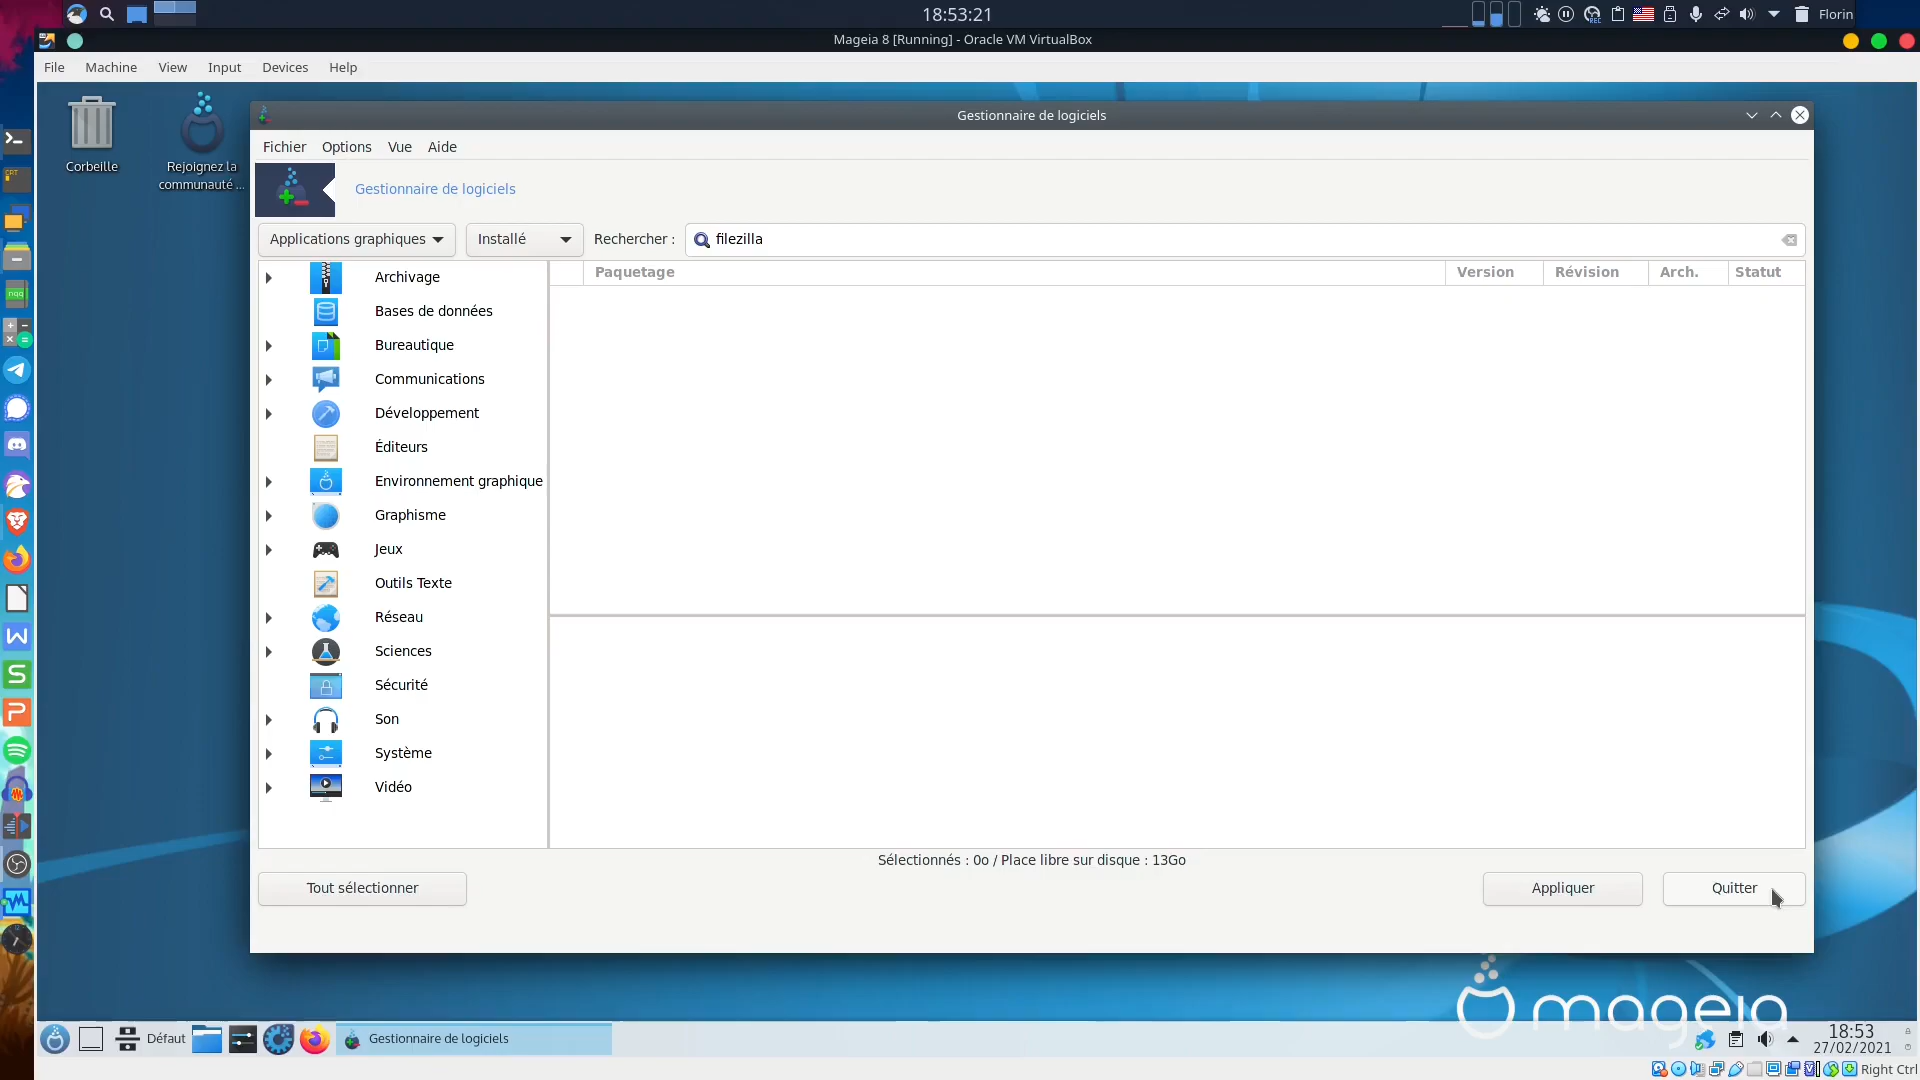 18:53:21
Florin
Mageia 8 [Running] - Oracle VM VirtualBox
File Machine View Input Devices Help
Corbeille
Rejoignez la
communauté ...
Gestionnaire de logiciels
Fichier Options Vue Aide
Gestionnaire de logiciels
Applications graphiques
Installé
Rechercher :
filezilla
Paquetage Version Révision Arch. Statut
Archivage
Bases de données
Bureautique
Communications
Développement
Éditeurs
Environnement graphique
Graphisme
Jeux
Outils Texte
Réseau
Sciences
Sécurité
Son
Système
Vidéo
Sélectionnés : 0o / Place libre sur disque : 13Go
Tout sélectionner
Appliquer
Quitter
mageia
Défaut
Gestionnaire de logiciels
18:53
27/02/2021
Right Ctrl